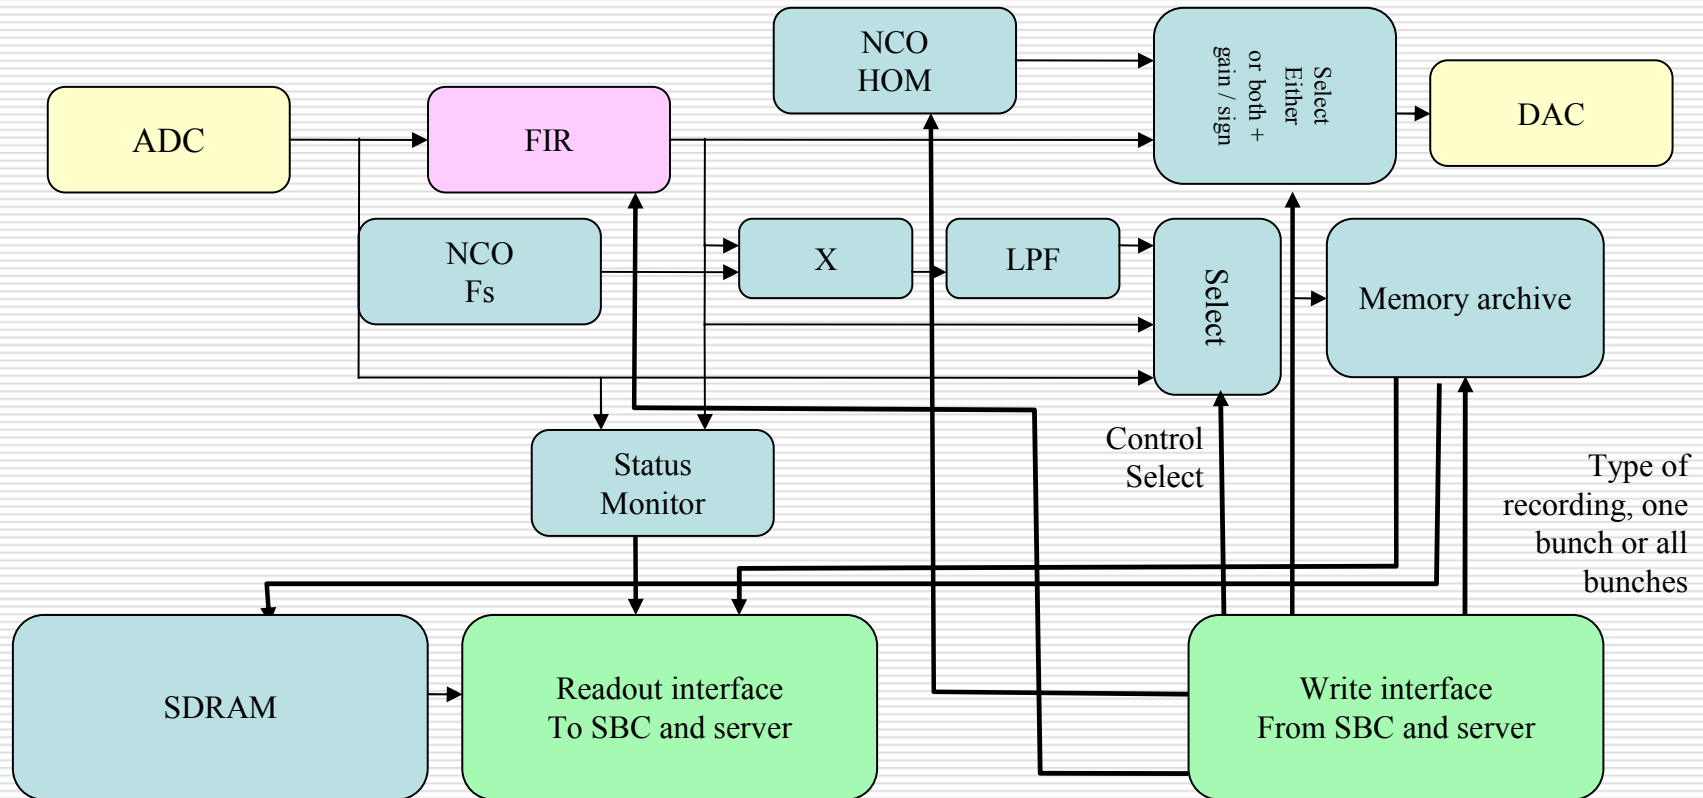 NCO
HOM
Select
Either
or both +
gain / sign
ADC
FIR
DAC
NCO
Fs
X
LPF
Select
Memory archive
Control
Select
Status
Monitor
Type of
recording, one
bunch or all
bunches
SDRAM
Readout interface
To SBC and server
Write interface
From SBC and server